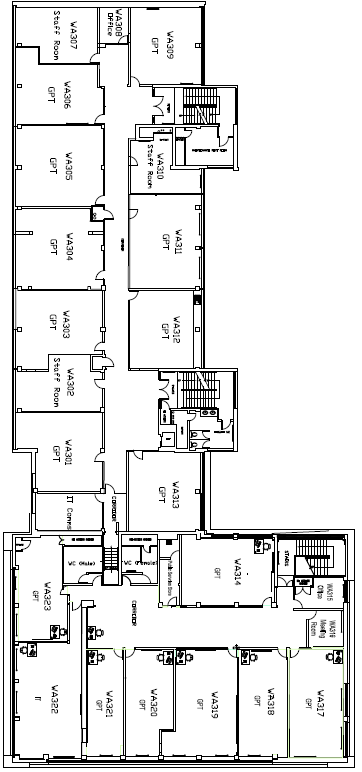 WA307
Staff Room
WA308
Office
WA309
GPT
WA306
GPT
WA305
GPT
WA310
Staff Room
WA304
GPT
WA311
GPT
WA303
GPT
WA312
GPT
WA302
Staff Room
WA301
GPT
WA313
GPT
IT Cmms
CORRIDOR
WC (Male)
WC (Female)
WA314
GPT
STAIRS
WA315
Office
WA316
Meeting
Room
WA323
GPT
CORRIDOR
WA322
IT
WA321
GPT
WA320
GPT
WA319
GPT
WA318
GPT
WA317
GPT